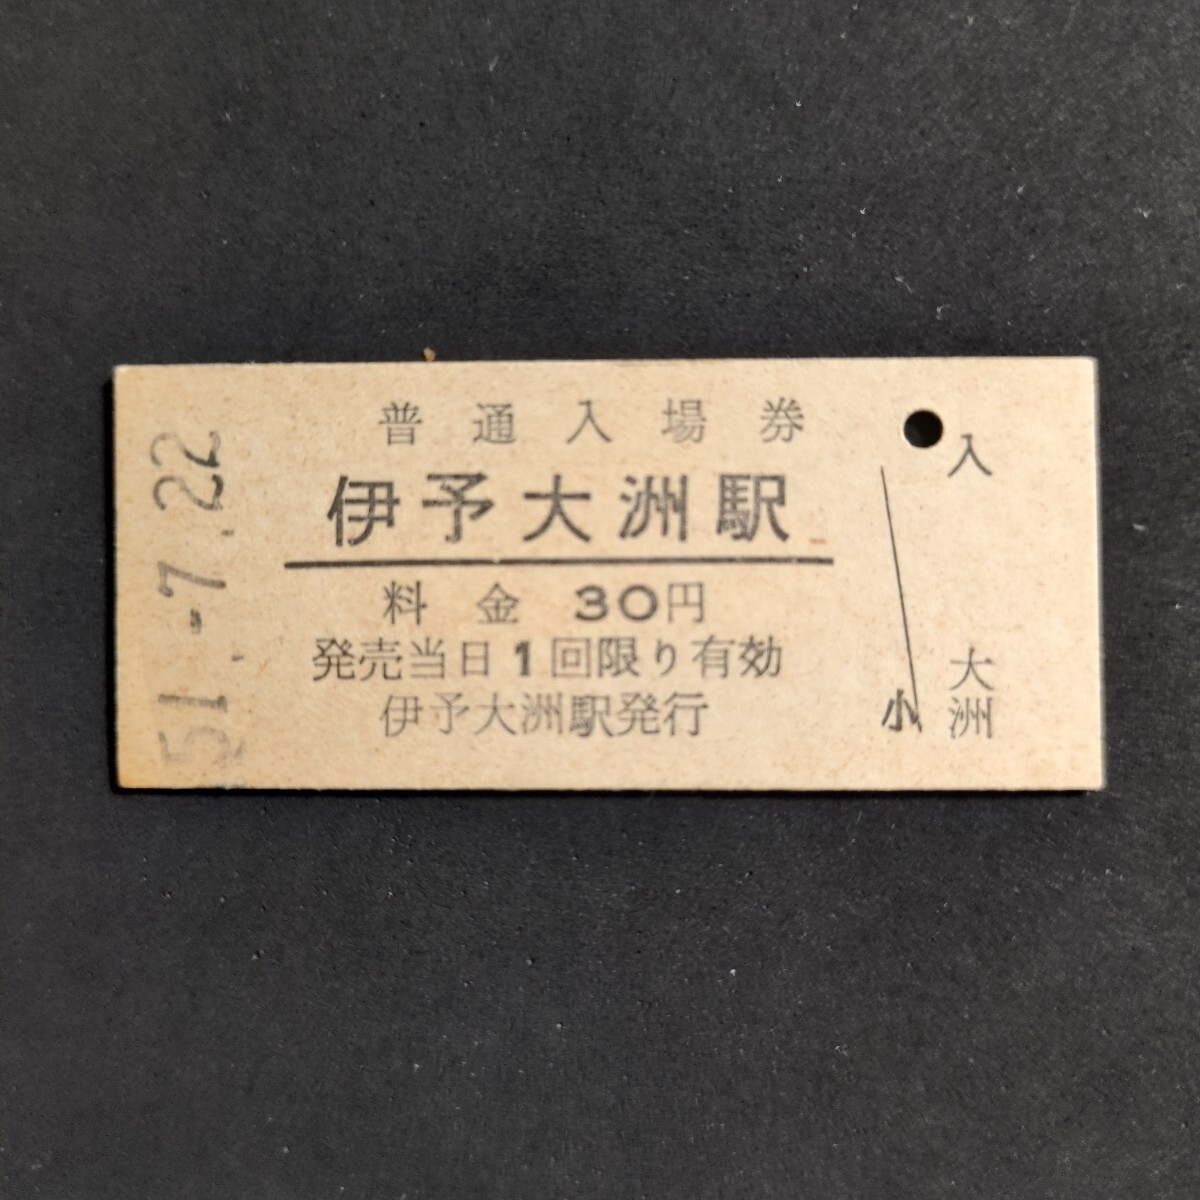 51.-7.22
普通入場券
伊予大洲駅
料金 30円
発売当日1回限り有効
伊予大洲駅発行
小
入
大洲